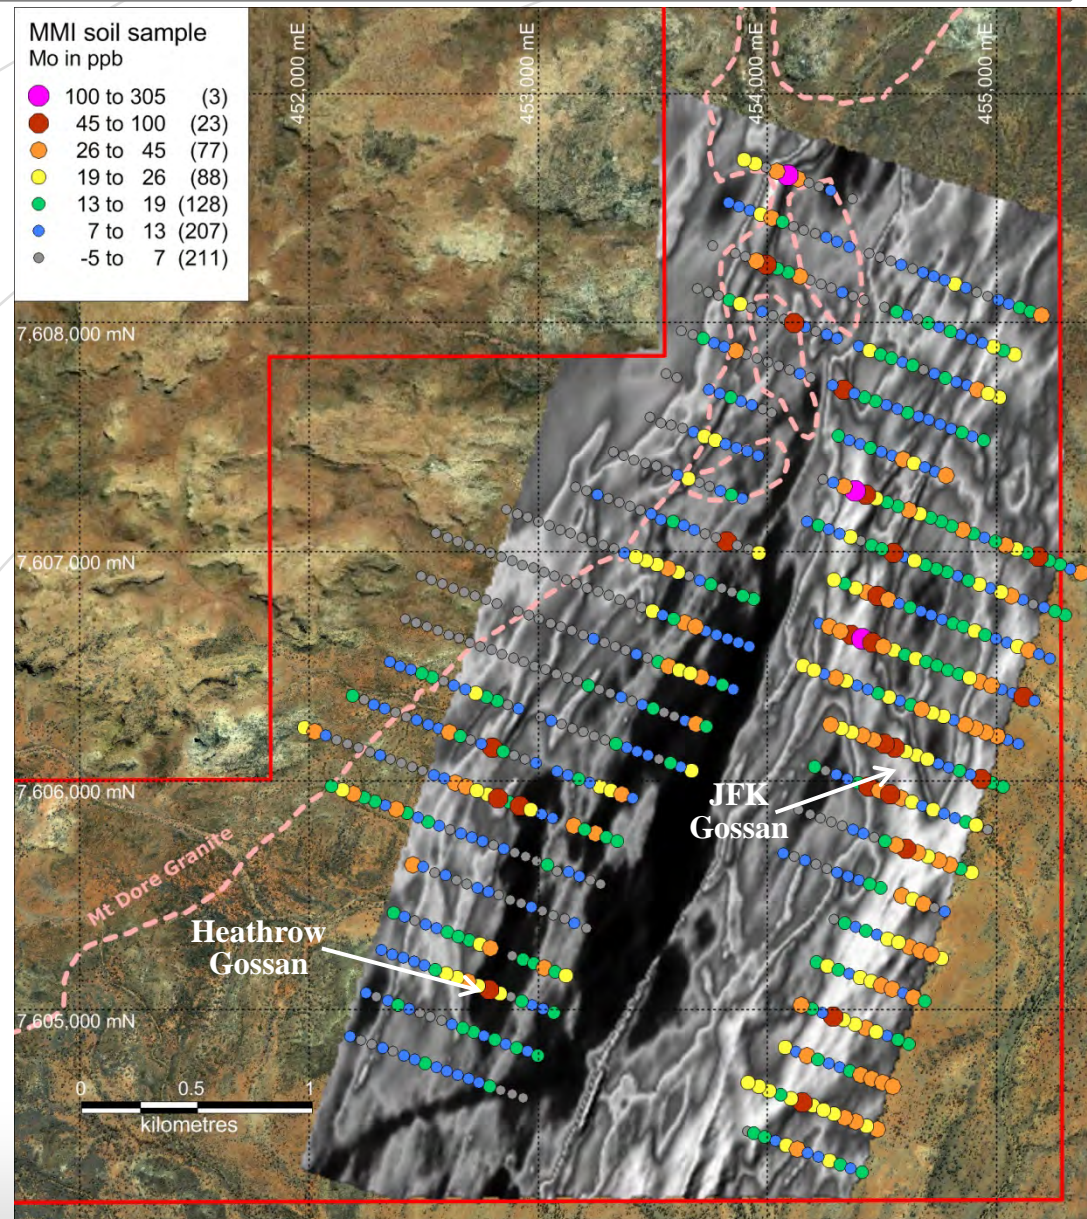 MMI soil sample
Mo in ppb
100 to 305 (3)
45 to 100 (23)
26 to 45 (77)
19 to 26 (88)
13 to 19 (128)
7 to 13 (207)
-5 to 7 (211)
452,000 mE
453,000 mE
454,000 mE
455,000 mE
7,608,000 mN
7,607,000 mN
7,606,000 mN
JFK
Gossan
Mt Dore Granite
Heathrow
Gossan
7,605,000 mN
0 0.5 1
kilometres